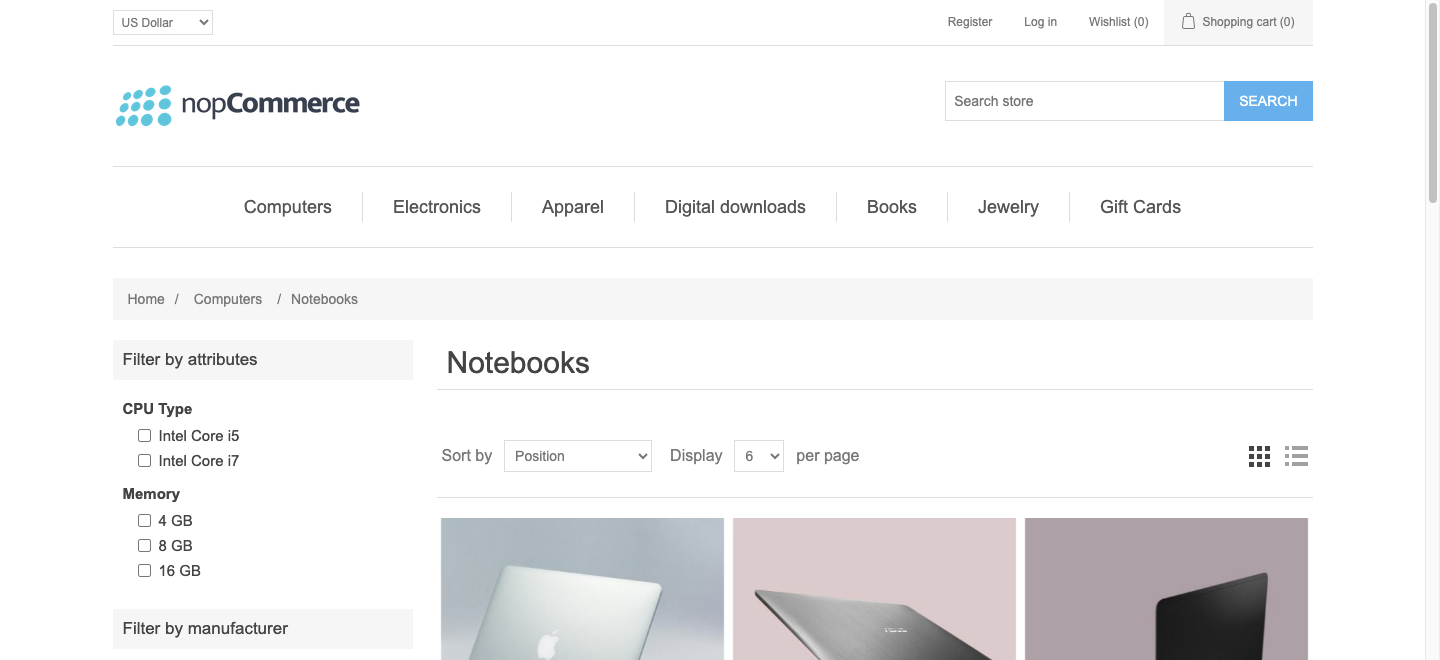 US Dollar
Register
Log in
Wishlist (0)
Shopping cart (0)
nopCommerce
Search store
SEARCH
Computers
Electronics
Apparel
Digital downloads
Books
Jewelry
Gift Cards
Home / Computers / Notebooks
Filter by attributes
CPU Type
Intel Core i5
Intel Core i7
Memory
4 GB
8 GB
16 GB
Filter by manufacturer
Notebooks
Sort by Position Display 6 per page